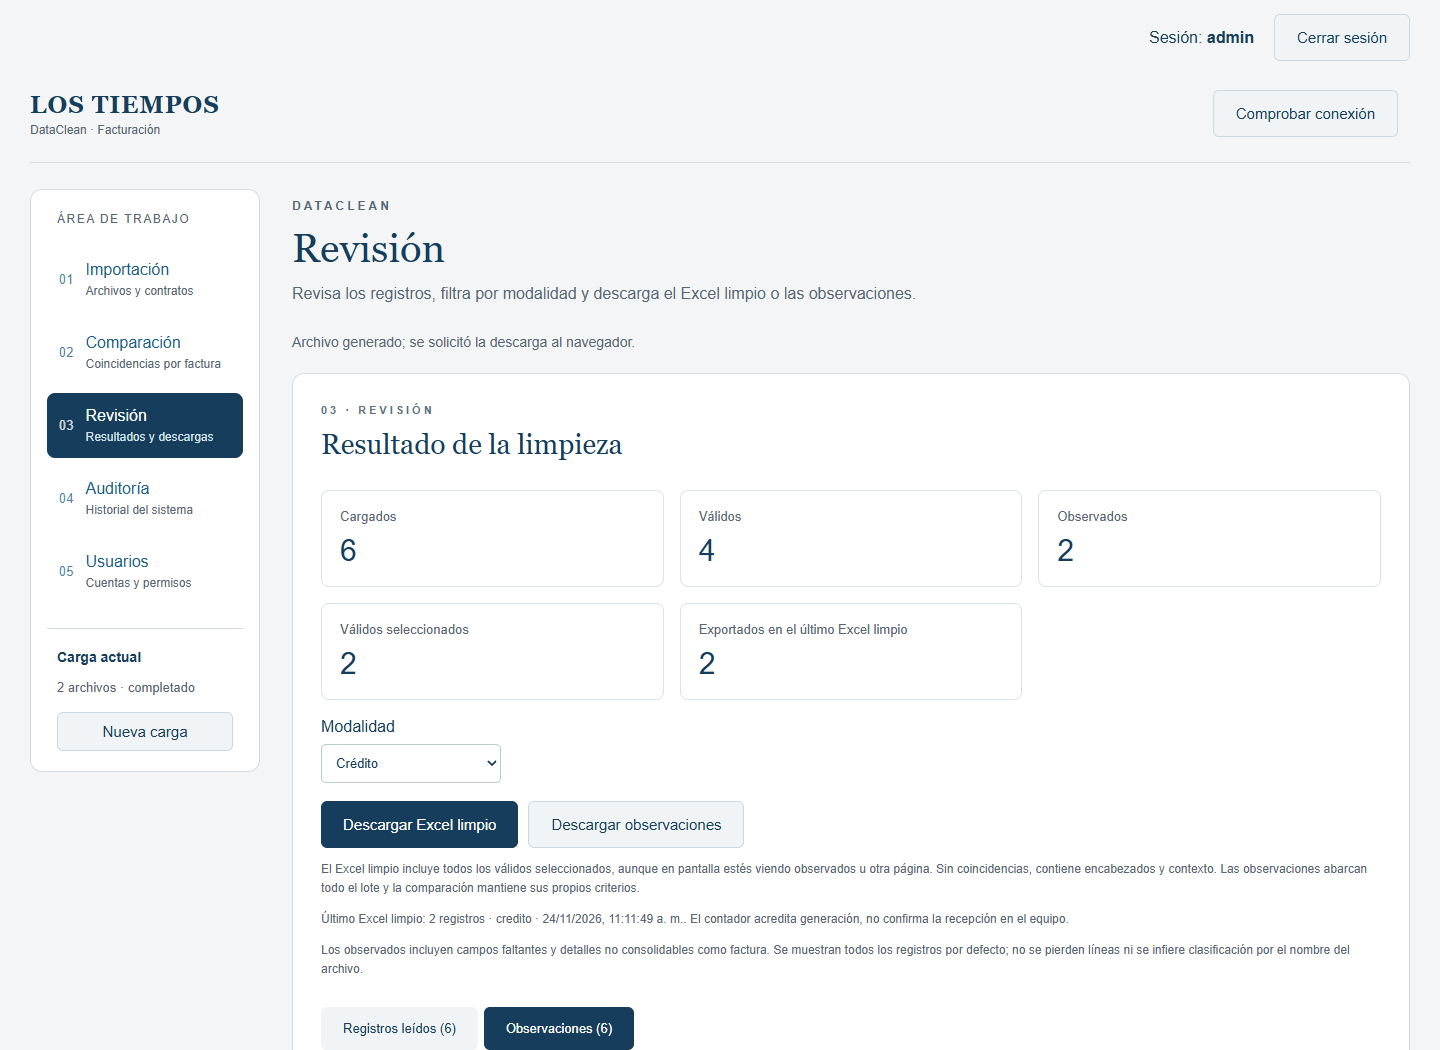 Sesión: admin
Cerrar sesión
LOS TIEMPOS
DataClean · Facturación
Comprobar conexión
ÁREA DE TRABAJO
01
Importación
Archivos y contratos
02
Comparación
Coincidencias por factura
03
Revisión
Resultados y descargas
04
Auditoría
Historial del sistema
05
Usuarios
Cuentas y permisos
Carga actual
2 archivos · completado
Nueva carga
DATACLEAN
Revisión
Revisa los registros, filtra por modalidad y descarga el Excel limpio o las observaciones.
Archivo generado; se solicitó la descarga al navegador.
03 · REVISIÓN
Resultado de la limpieza
Cargados
6
Válidos
4
Observados
2
Válidos seleccionados
2
Exportados en el último Excel limpio
2
Modalidad
Crédito
Descargar Excel limpio
Descargar observaciones
El Excel limpio incluye todos los válidos seleccionados, aunque en pantalla estés viendo observados u otra página. Sin coincidencias, contiene encabezados y contexto. Las observaciones abarcan
todo el lote y la comparación mantiene sus propios criterios.
Último Excel limpio: 2 registros · credito · 24/11/2026, 11:11:49 a. m.. El contador acredita generación, no confirma la recepción en el equipo.
Los observados incluyen campos faltantes y detalles no consolidables como factura. Se muestran todos los registros por defecto; no se pierden líneas ni se infiere clasificación por el nombre del
archivo.
Registros leídos (6)
Observaciones (6)